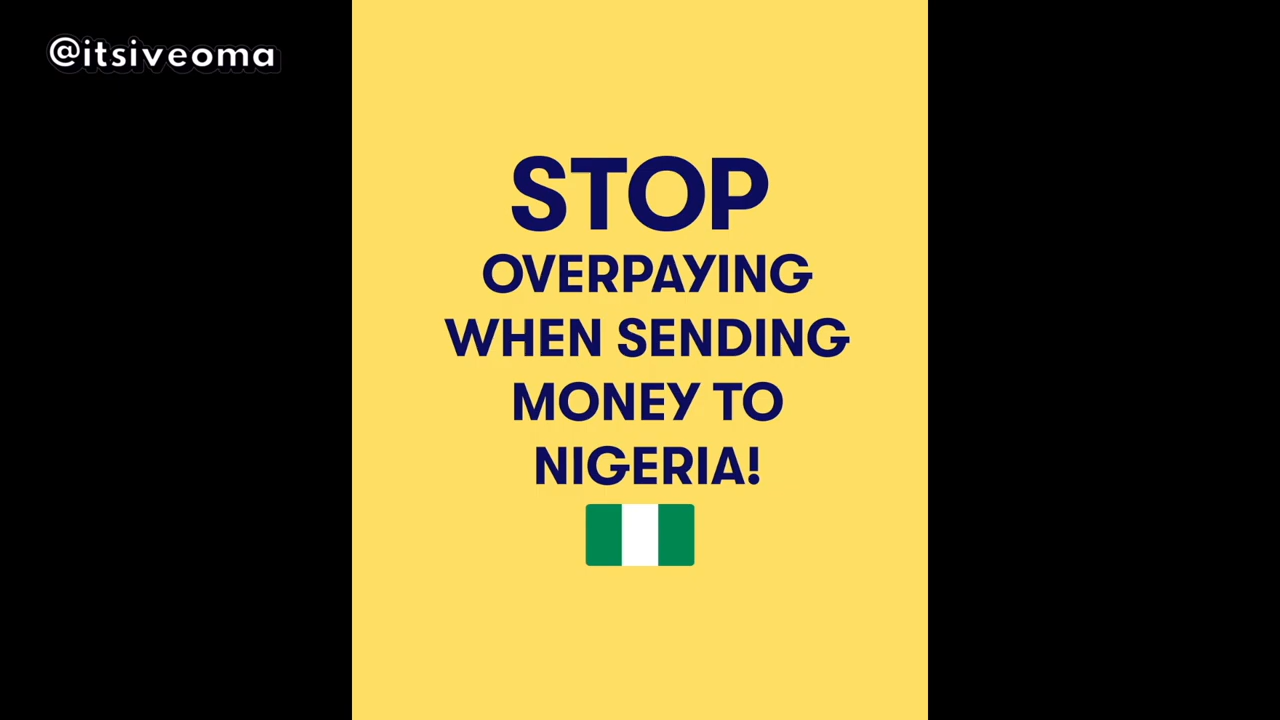 @itsiveoma
STOP
OVERPAYING
WHEN SENDING
MONEY TO
NIGERIA!